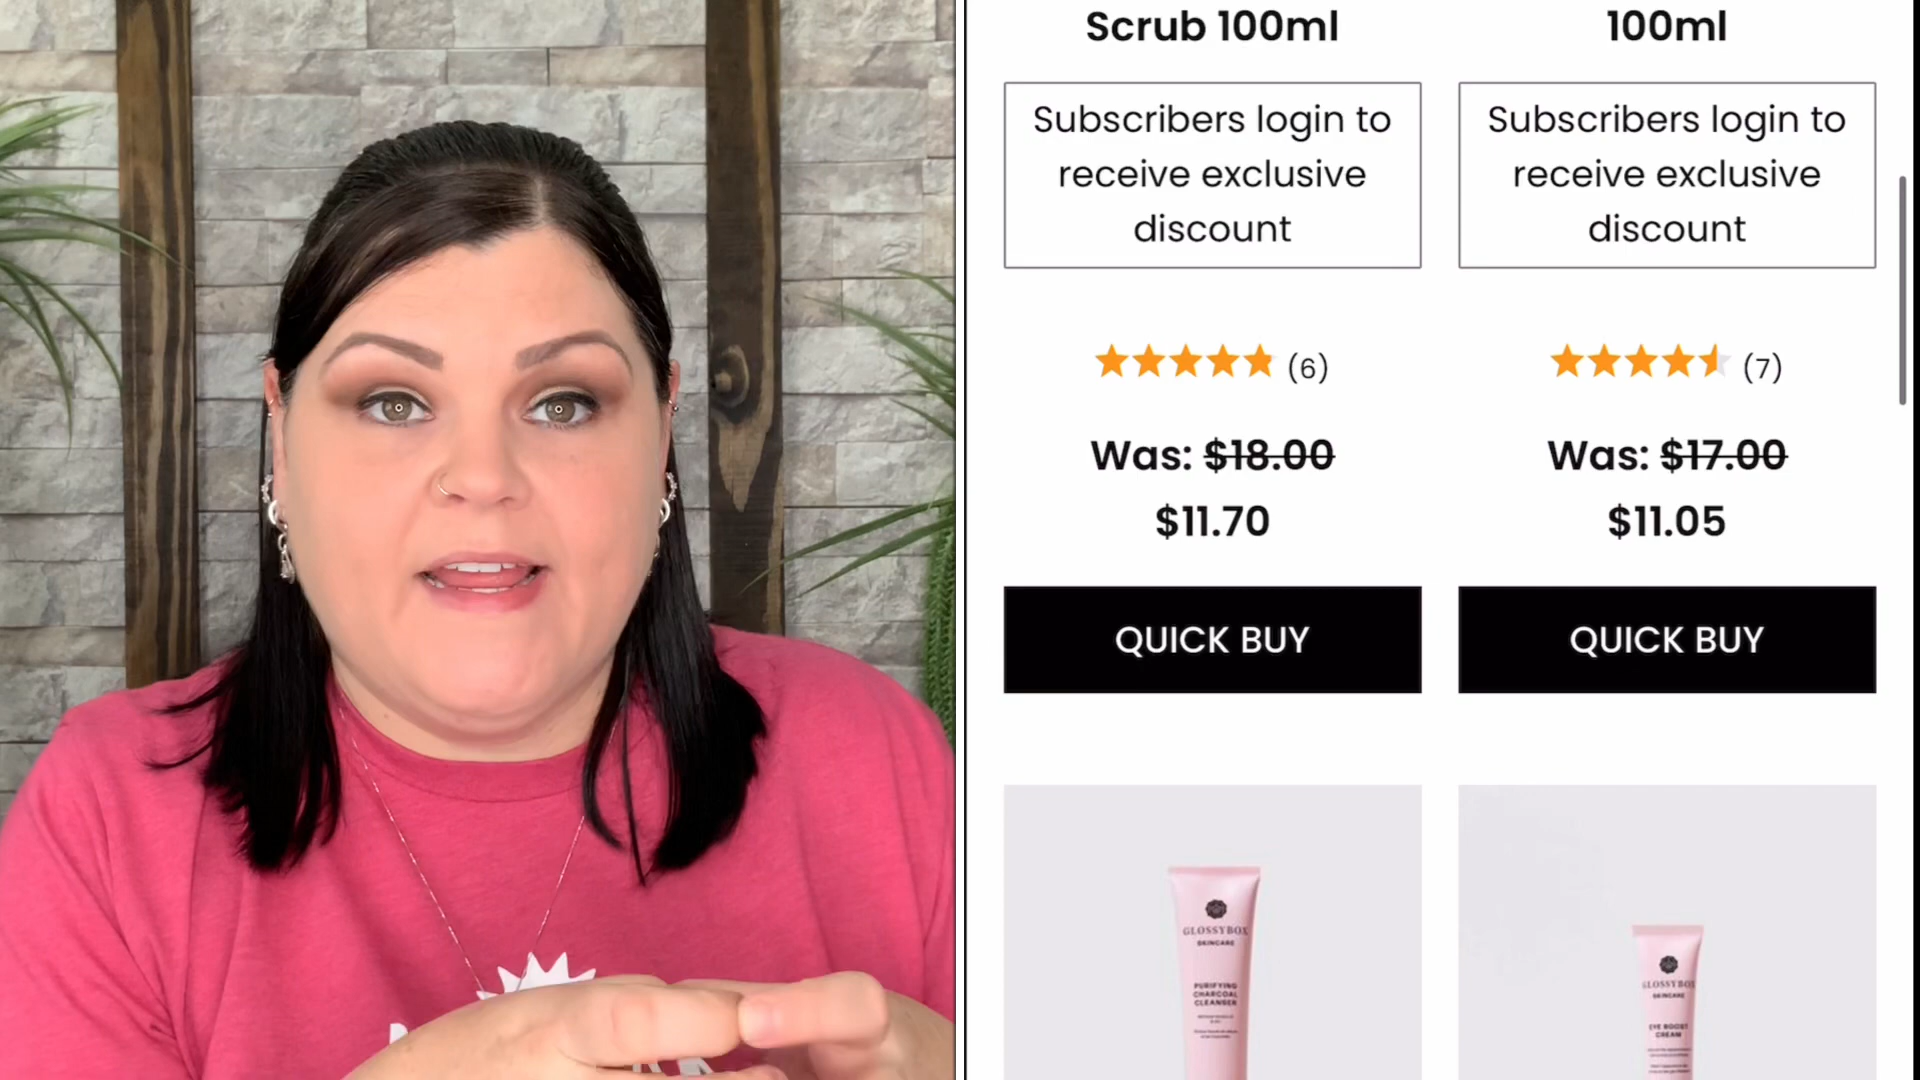 Scrub 100ml
100ml
Subscribers login to
receive exclusive
discount
Subscribers login to
receive exclusive
discount
(6)
(7)
Was: $18.00
$11.70
Was: $17.00
$11.05
QUICK BUY
QUICK BUY
GLOSSYBOX
SKINCARE
PURIFYING
CHARCOAL
CLEANSER
GLOSSYBOX
SKINCARE
EYE BOOST
CREAM